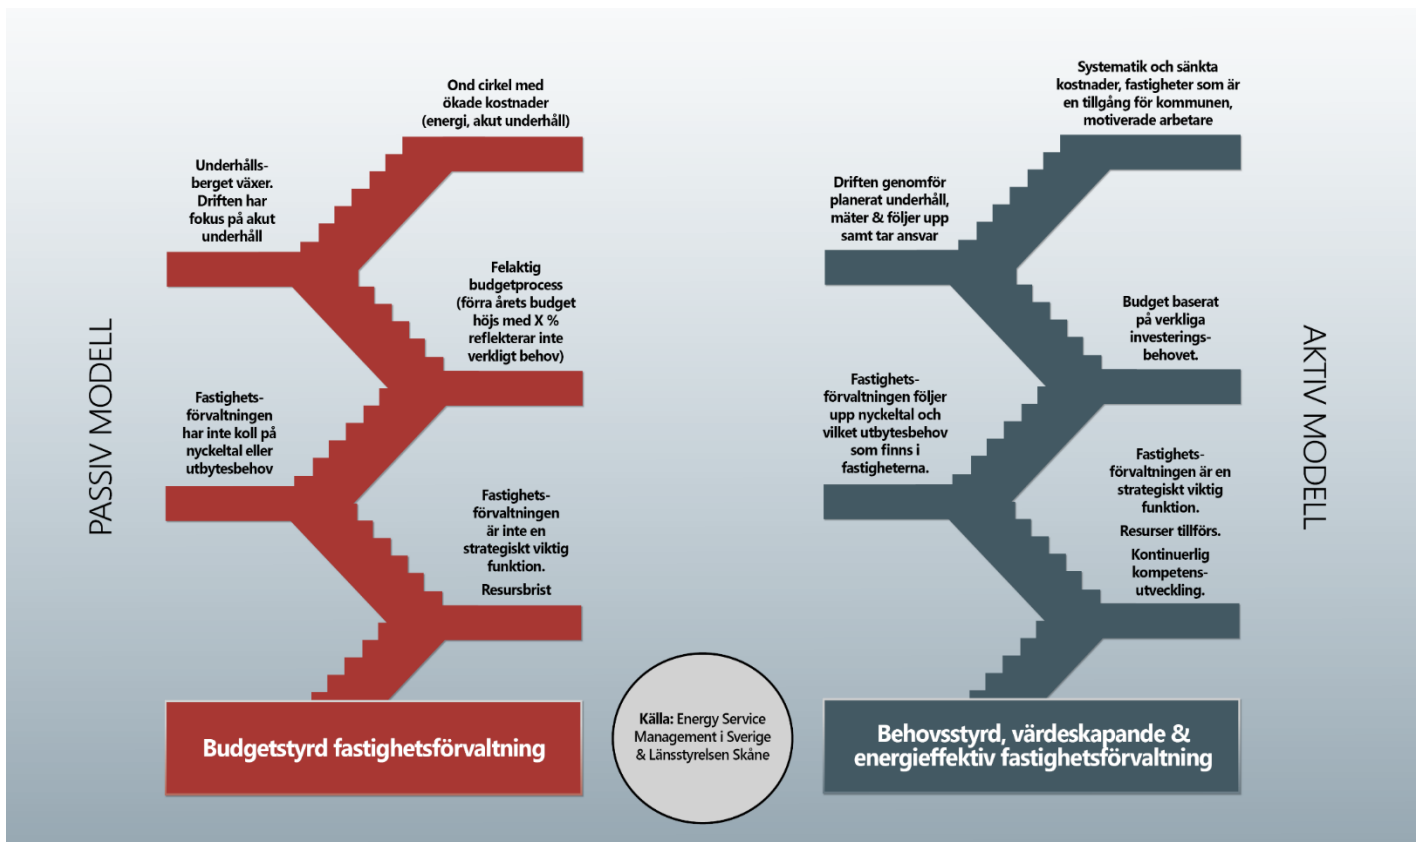 PASSIV MODELL
Ond cirkel med
ökade kostnader
(energi, akut underhåll)
Underhålls-
berget växer.
Driften har
fokus på akut
underhåll
Felaktig
budgetprocess
(förra årets budget
höjs med X %
reflekterar inte
verkligt behov)
Fastighets-
förvaltningen
har inte koll på
nyckeltal eller
utbytesbehov
Fastighets-
förvaltningen
är inte en
strategiskt viktig
funktion.
Resursbrist
Budgetstyrd fastighetsförvaltning
Källa: Energy Service
Management i Sverige
& Länsstyrelsen Skåne
Systematik och sänkta
kostnader, fastigheter som är
en tillgång för kommunen,
motiverade arbetare
Driften genomför
planerat underhåll,
mäter & följer upp
samt tar ansvar
Budget baserat
på verkliga
investerings-
behovet.
Fastighets-
förvaltningen följer
upp nyckeltal och
vilket utbytesbehov
som finns i
fastigheterna.
Fastighets-
förvaltningen är en
strategiskt viktig
funktion.
Resurser tillförs.
Kontinuerlig
kompetens-
utveckling.
Behovsstyrd, värdeskapande &
energieffektiv fastighetsförvaltning
AKTIV MODELL